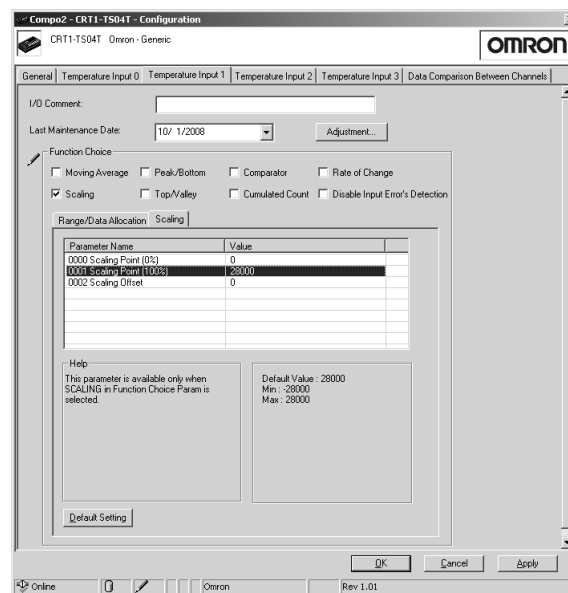 Compo2 - CRT1-TS04T - Configuration
CRT1-TS04T Omron - Generic
OMRON
General Temperature Input 0 Temperature Input 1 Temperature Input 2 Temperature Input 3 Data Comparison Between Channels
I/O Comment:
Last Maintenance Date: 10/ 1/2008 Adjustment...
Function Choice
Moving Average Peak/Bottom Comparator Rate of Change
Scaling Top/Valley Cumulated Count Disable Input Error's Detection
Range/Data Allocation Scaling
Parameter Name Value
0000 Scaling Point (0%) 0
0001 Scaling Point (100%) 28000
0002 Scaling Offset 0
Help
This parameter is available only when
SCALING in Function Choice Param is
selected.
Default Value : 28000
Min : -28000
Max : 28000
Default Setting
OK Cancel Apply
Online Omron Rev 1.01